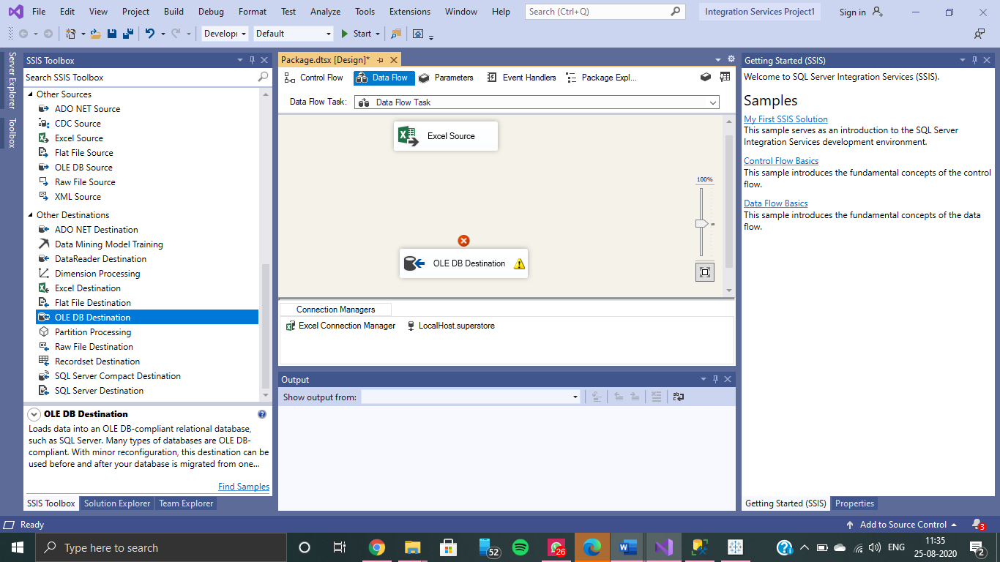 File Edit View Project Build Debug Format Test Analyze Tools Extensions Window Help Search (Ctrl+Q) Integration Services Project1 Sign in
Developı Default Start
Server Explorer
Toolbox
SSIS Toolbox
Search SSIS Toolbox
Other Sources
ADO NET Source
CDC Source
Excel Source
Flat File Source
OLE DB Source
Raw File Source
XML Source
Other Destinations
ADO NET Destination
Data Mining Model Training
DataReader Destination
Dimension Processing
Excel Destination
Flat File Destination
OLE DB Destination
Partition Processing
Raw File Destination
Recordset Destination
SQL Server Compact Destination
SQL Server Destination
OLE DB Destination
Loads data into an OLE DB-compliant relational database,
such as SQL Server. Many types of databases are OLE DB-
compliant. With minor reconfiguration, this destination can be
used before and after your database is migrated from one...
Find Samples
SSIS Toolbox Solution Explorer Team Explorer
Package.dtsx [Design]*
Control Flow Data Flow Parameters Event Handlers Package Expl...
Data Flow Task: Data Flow Task
Excel Source
100%
OLE DB Destination
Connection Managers
Excel Connection Manager LocalHost.superstore
Output
Show output from:
Getting Started (SSIS)
Welcome to SQL Server Integration Services (SSIS).
Samples
My First SSIS Solution
This sample serves as an introduction to the SQL Server
Integration Services development environment.
Control Flow Basics
This sample introduces the fundamental concepts of the control
flow.
Data Flow Basics
This sample introduces the fundamental concepts of the data
flow.
Getting Started (SSIS) Properties
Ready Add to Source Control 3
Type here to search 52 26 ENG 11:35
25-08-2020 2